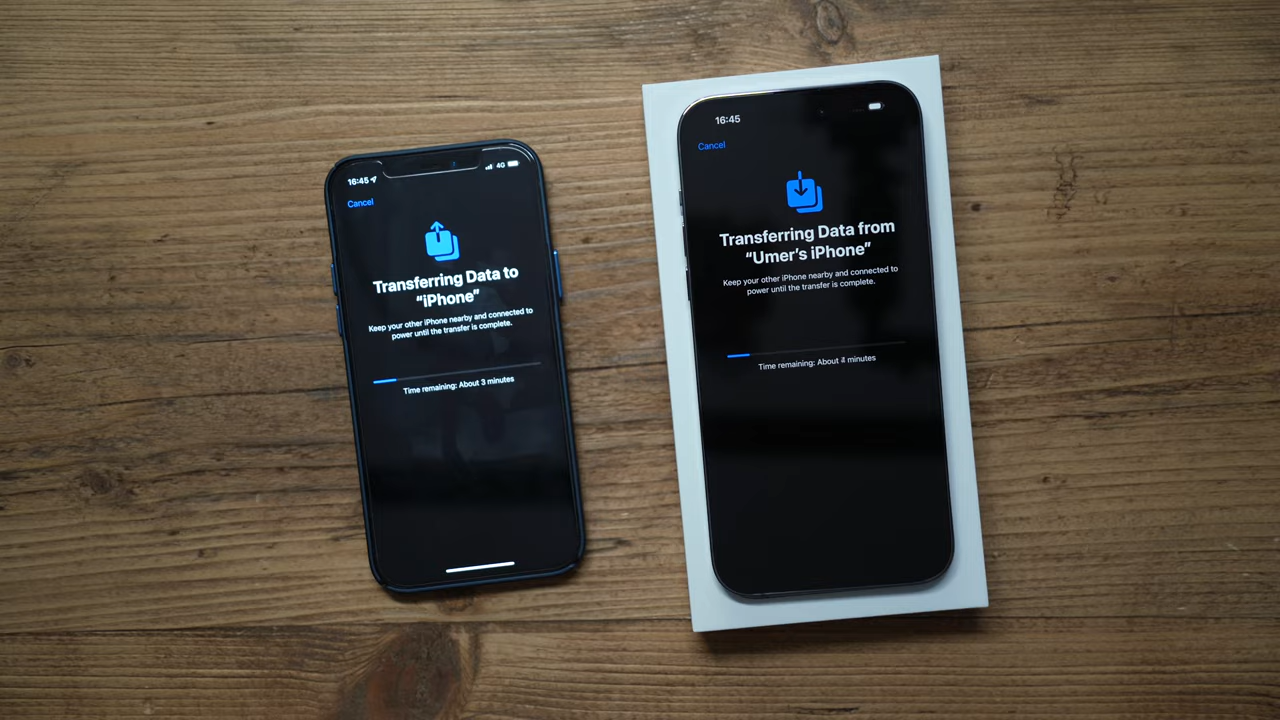 16:45
4G
Cancel
Transferring Data to
“iPhone”
Keep your other iPhone nearby and connected to
power until the transfer is complete.
Time remaining: About 3 minutes
16:45
Cancel
Transferring Data from
“Umer’s iPhone”
Keep your other iPhone nearby and connected to
power until the transfer is complete.
Time remaining: About minutes